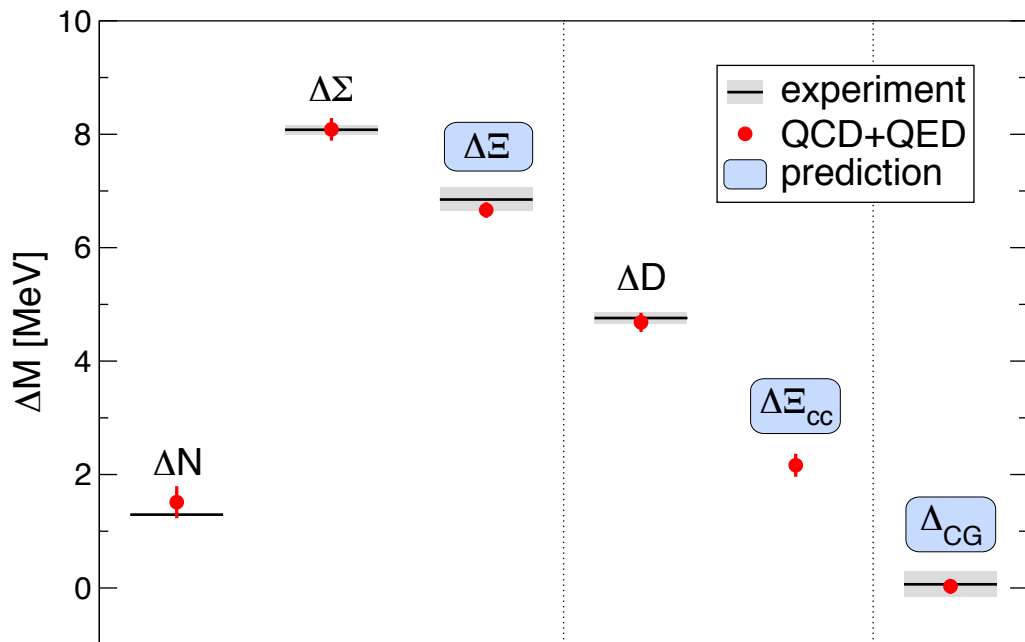 10
8
6
4
2
0
ΔM [MeV]
ΔN
ΔΣ
ΔΞ
ΔD
ΔΞcc
ΔCG
experiment
QCD+QED
prediction